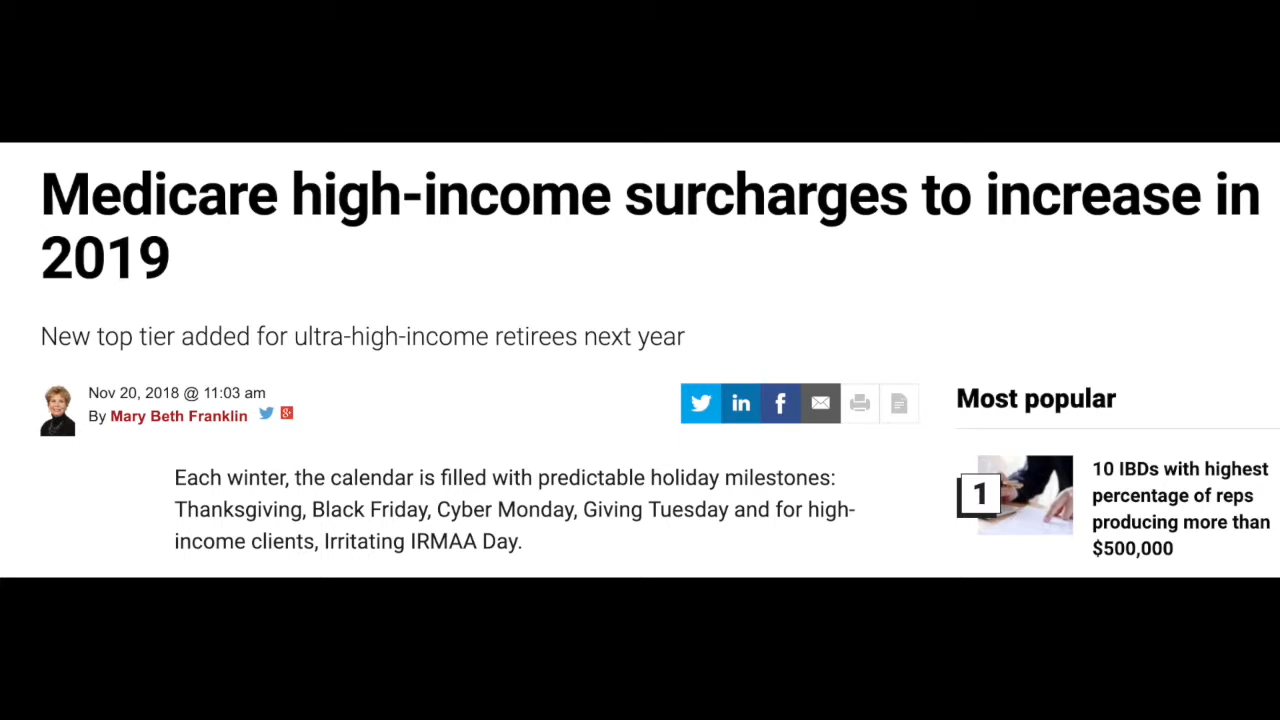 Medicare high-income surcharges to increase in
2019
New top tier added for ultra-high-income retirees next year
Nov 20, 2018 @ 11:03 am
By Mary Beth Franklin
Each winter, the calendar is filled with predictable holiday milestones:
Thanksgiving, Black Friday, Cyber Monday, Giving Tuesday and for high-
income clients, Irritating IRMAA Day.
Most popular
1
10 IBDs with highest
percentage of reps
producing more than
$500,000